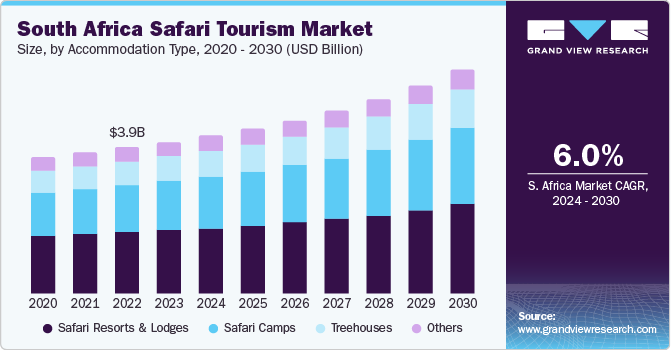 South Africa Safari Tourism Market
Size, by Accommodation Type, 2020 - 2030 (USD Billion)
$3.9B
2020 2021 2022 2023 2024 2025 2026 2027 2028 2029 2030
Safari Resorts & Lodges Safari Camps Treehouses Others
GRAND VIEW RESEARCH
6.0%
S. Africa Market CAGR,
2024 - 2030
Source:
www.grandviewresearch.com